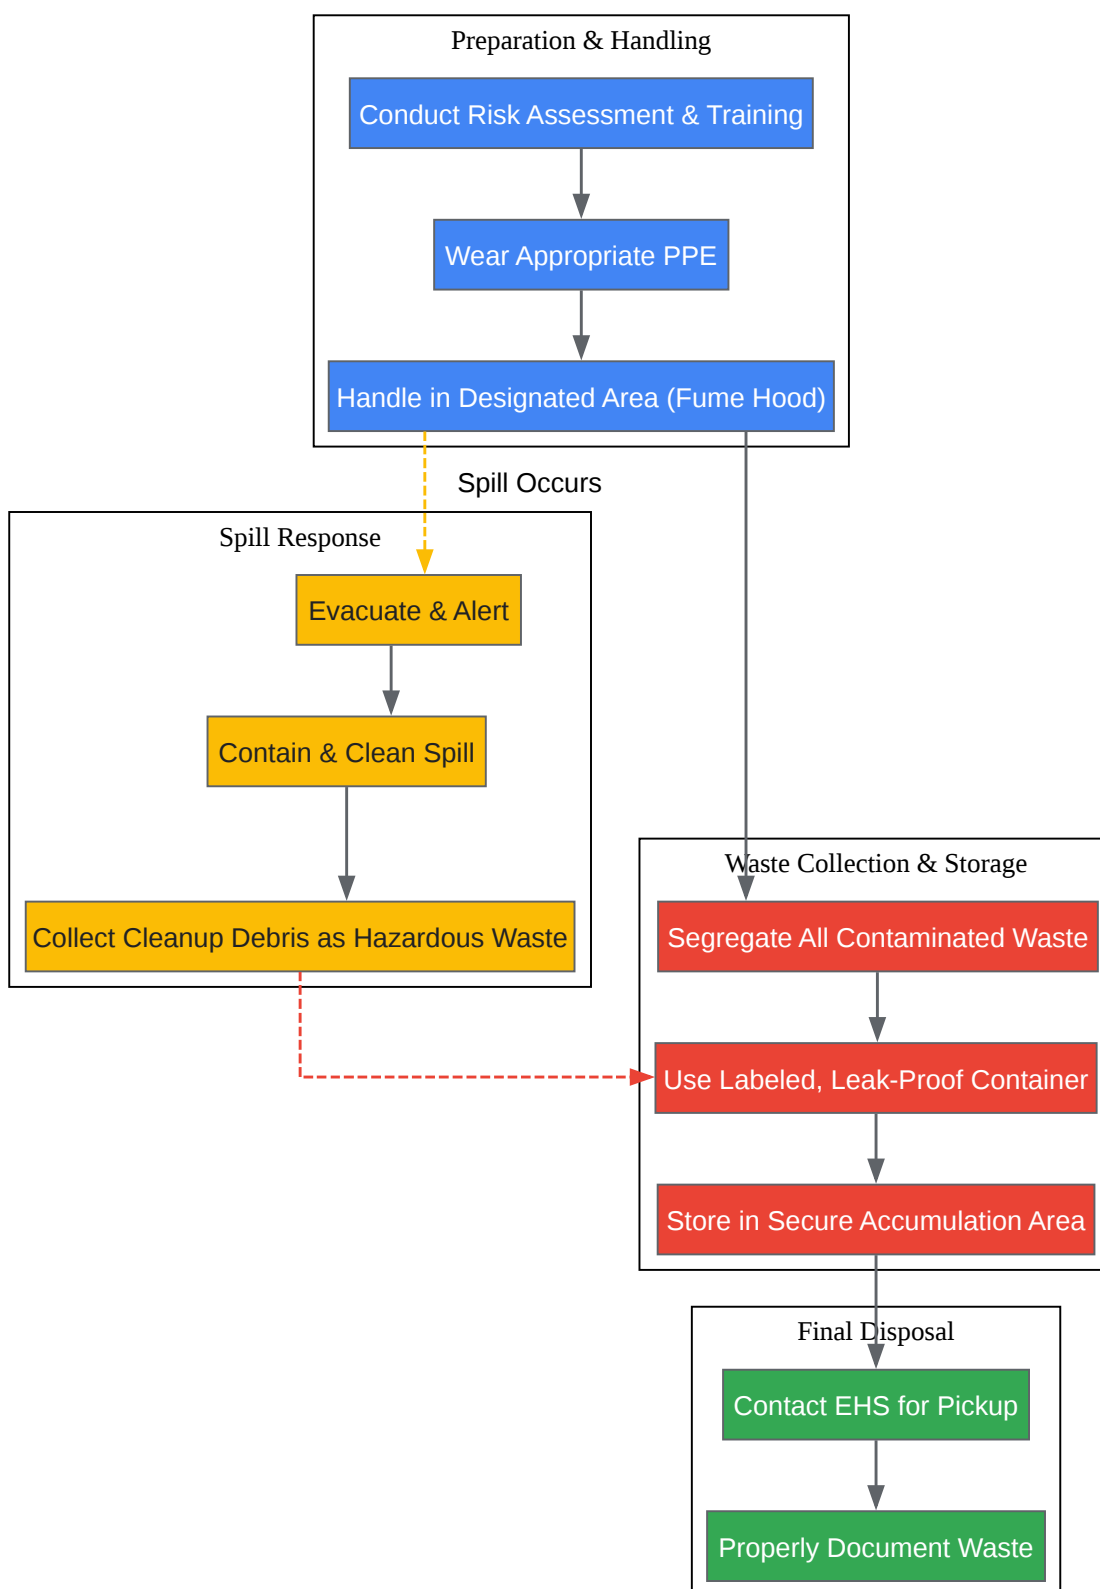 Preparation & Handling
Conduct Risk Assessment & Training
Wear Appropriate PPE
Handle in Designated Area (Fume Hood)
Spill Occurs
Spill Response
Evacuate & Alert
Contain & Clean Spill
Collect Cleanup Debris as Hazardous Waste
Waste Collection & Storage
Segregate All Contaminated Waste
Use Labeled, Leak-Proof Container
Store in Secure Accumulation Area
Final Disposal
Contact EHS for Pickup
Properly Document Waste